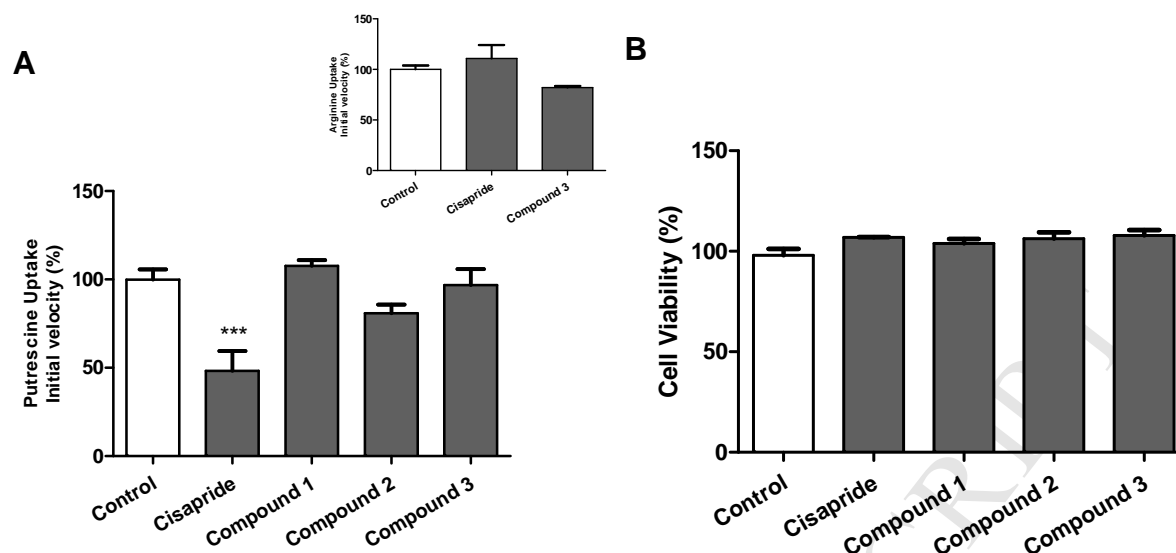 A
Arginine Uptake
Initial velocity (%)
150
100
50
0
Control
Cisapride
Compound 3
Putrescine Uptake
Initial velocity (%)
150
100
50
0
***
Control
Cisapride
Compound 1
Compound 2
Compound 3
B
Cell Viability (%)
150
100
50
0
Control
Cisapride
Compound 1
Compound 2
Compound 3